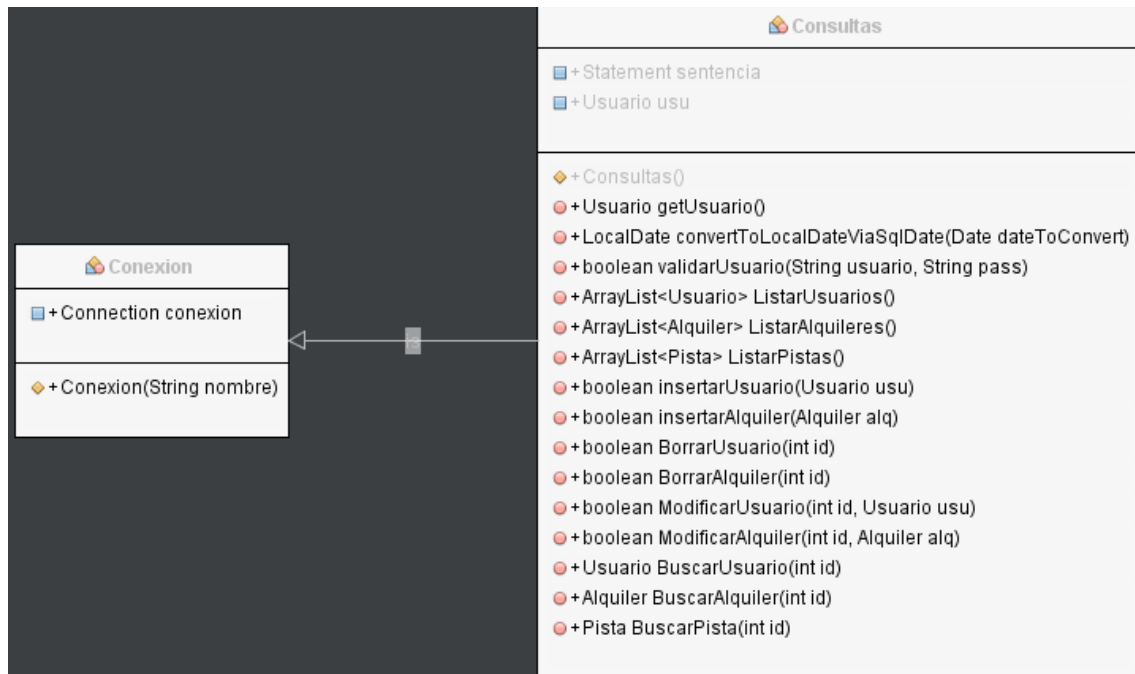 Consultas
+Statement sentencia
+Usuario usu
+Consultas()
+Usuario getUsuario()
+LocalDate convertToLocalDateViaSqlDate(Date dateToConvert)
+boolean validarUsuario(String usuario, String pass)
+ArrayList<Usuario> ListarUsuarios()
+ArrayList<Alquiler> ListarAlquileres()
+ArrayList<Pista> ListarPistas()
+boolean insertarUsuario(Usuario usu)
+boolean insertarAlquiler(Alquiler alq)
+boolean BorrarUsuario(int id)
+boolean BorrarAlquiler(int id)
+boolean ModificarUsuario(int id, Usuario usu)
+boolean ModificarAlquiler(int id, Alquiler alq)
+Usuario BuscarUsuario(int id)
+Alquiler BuscarAlquiler(int id)
+Pista BuscarPista(int id)
Conexion
+Connection conexion
+Conexion(String nombre)